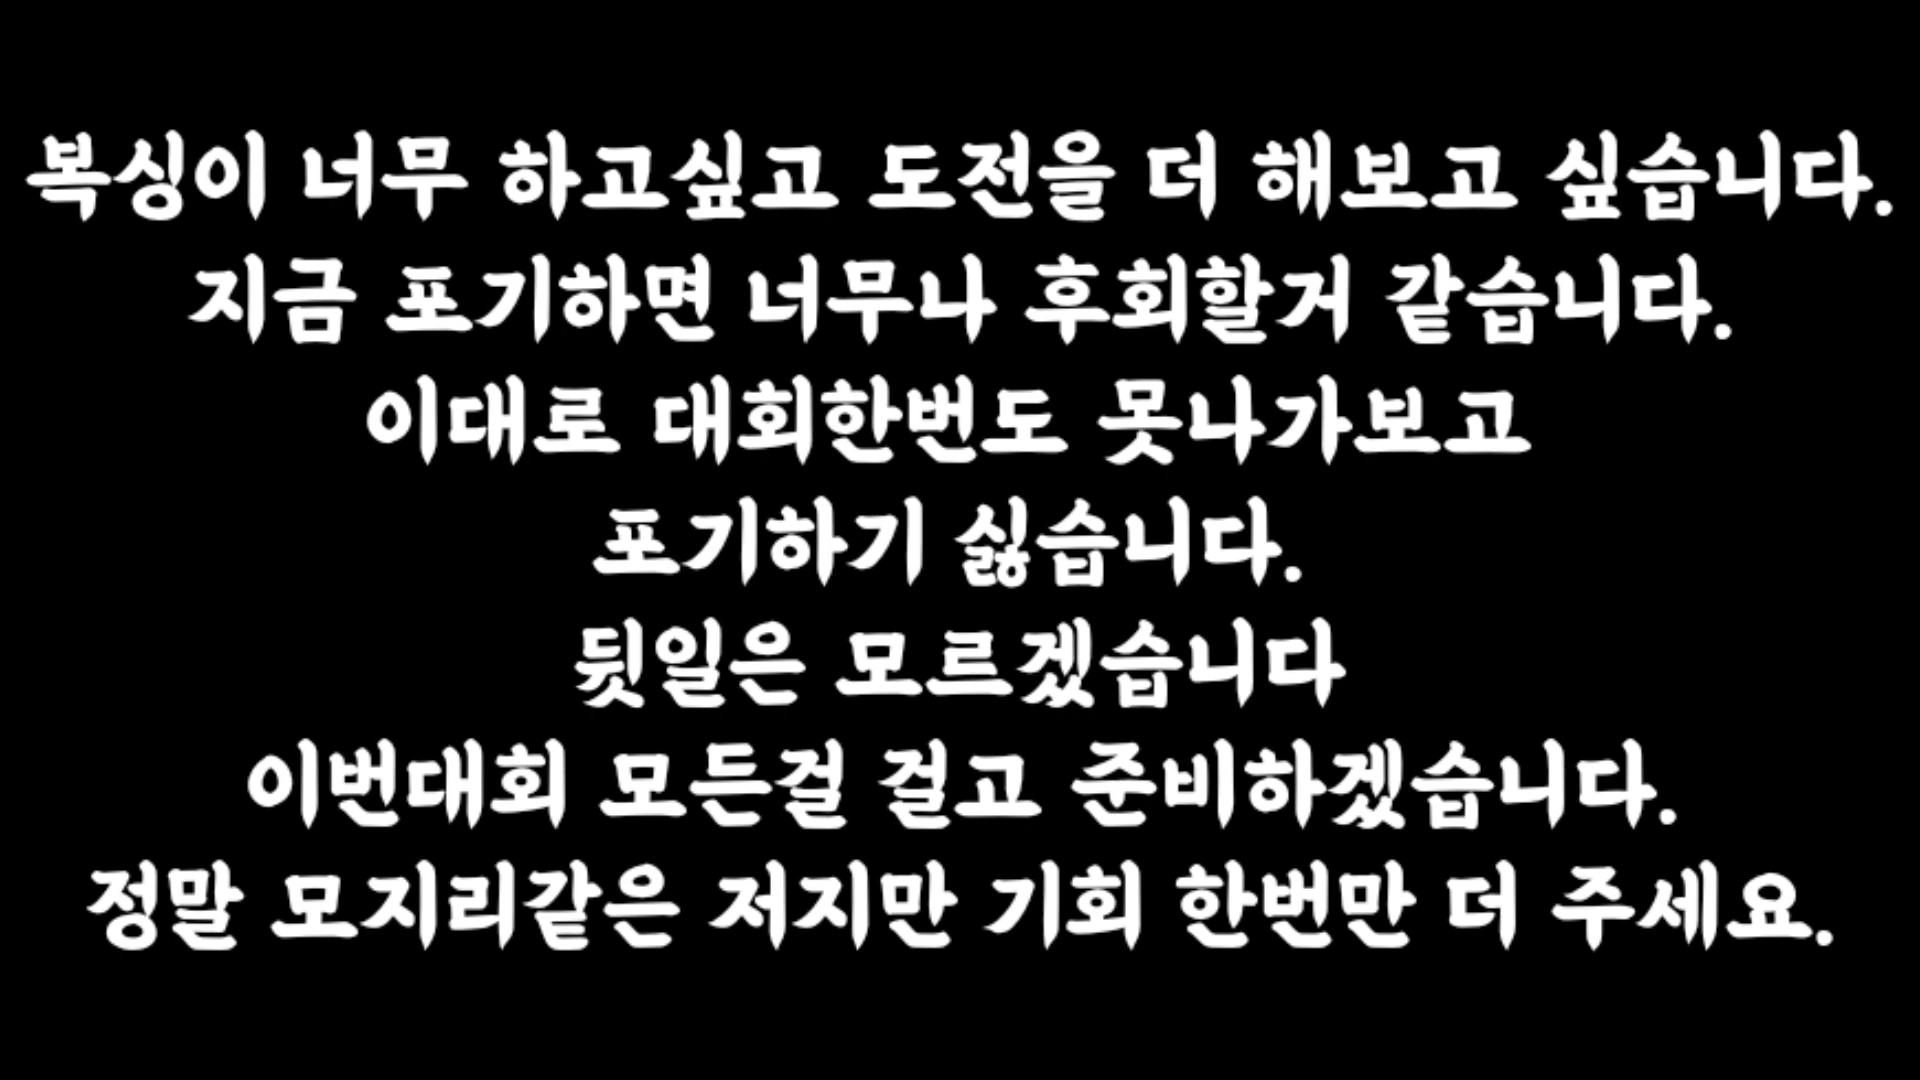 복싱이 너무 하고싶고 도전을 더 해보고 싶습니다.
지금 포기하면 너무나 후회할거 같습니다.
이대로 대회한번도 못나가보고
포기하기 싫습니다.
뒷일은 모르겠습니다
이번대회 모든걸 걸고 준비하겠습니다.
정말 모지리같은 저지만 기회 한번만 더 주세요.